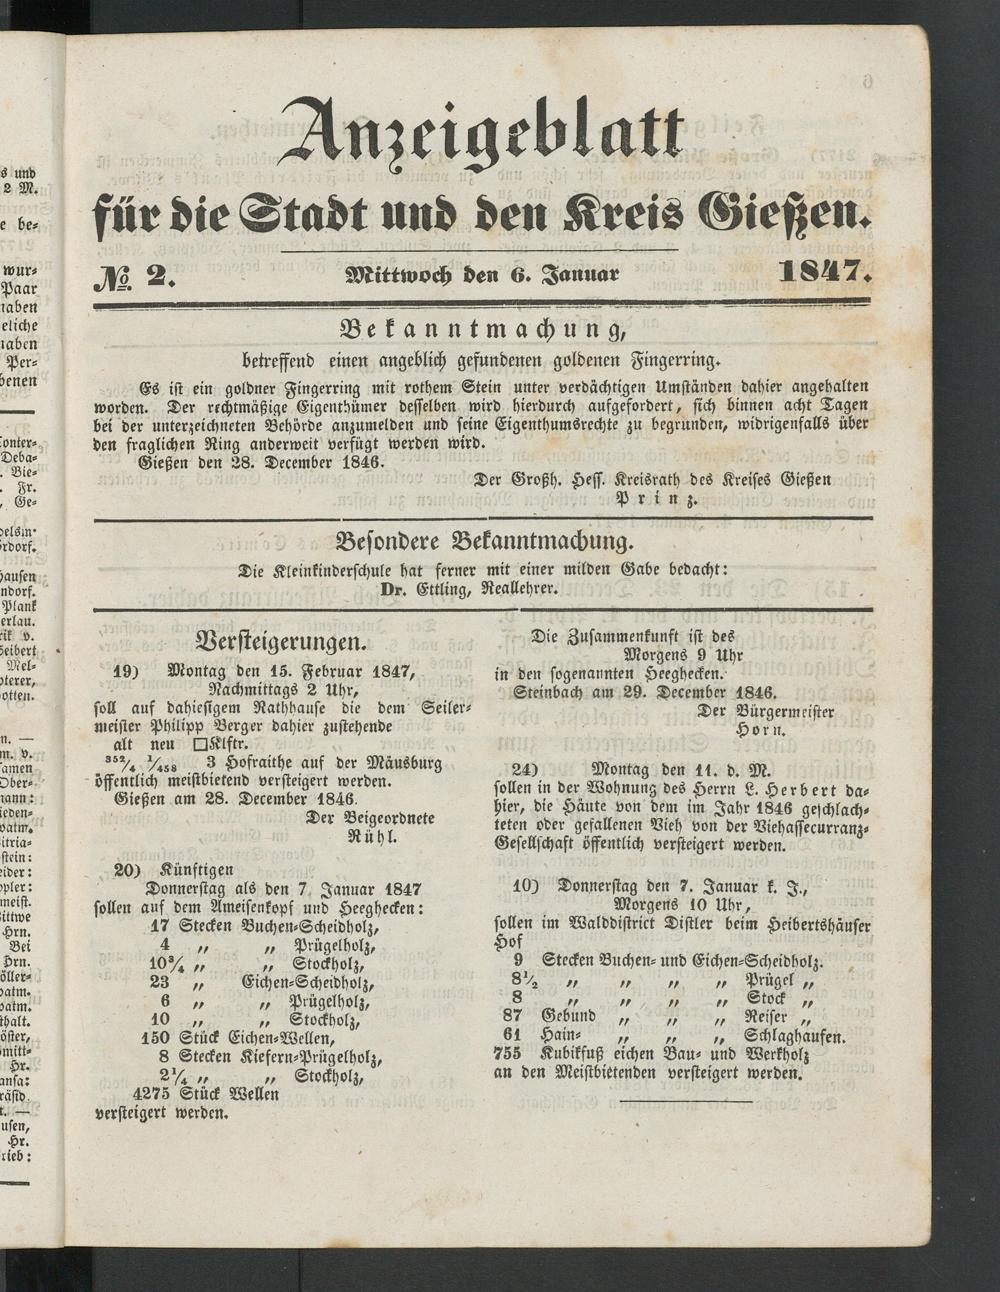 Anzeigeblatt
für die Stadt und den Kreis Gießen.
№ 2. Mittwoch den 6. Januar 1847.
Bekanntmachung,
betreffend einen angeblich gefundenen goldenen Fingerring.
Es ist ein goldner Fingerring mit rothem Stein unter verdächtigen Umständen dahier angehalten
worden. Der rechtmäßige Eigenthümer desselben wird hierdurch aufgefordert, sich binnen acht Tagen
bei der unterzeichneten Behörde anzumelden und seine Eigenthumsrechte zu begrunden, widrigenfalls über
den fraglichen Ring anderweit verfügt werden wird.
Gießen den 28. December 1846.
Der Großh. Hess. Kreisrath des Kreises Gießen
Prinz.
Besondere Bekanntmachung.
Die Kleinkinderschule hat ferner mit einer milden Gabe bedacht:
Dr. Ettling, Reallehrer.
Versteigerungen.
19) Montag den 15. Februar 1847,
Nachmittags 2 Uhr,
soll auf dahiesigem Rathhause die dem Seiler-
meister Philipp Berger dahier zustehende
alt neu □Klftr.
352/4 1/458 3 Hofraithe auf der Mäusburg
öffentlich meistbietend versteigert werden.
Gießen am 28. December 1846.
Der Beigeordnete
Rühl.
20) Künftigen
Donnerstag als den 7. Januar 1847
sollen auf dem Ameisenkopf und Heeghecken:
17 Stecken Buchen-Scheidholz,
4 „ „ Prügelholz,
10 3/4 „ „ Stockholz,
23 „ Eichen-Scheidholz,
6 „ „ Prügelholz,
10 „ „ Stockholz,
150 Stück Eichen-Wellen,
8 Stecken Kiefern-Prügelholz,
2 1/4 „ „ Stockholz,
4275 Stück Wellen
versteigert werden.
Die Zusammenkunft ist des
Morgens 9 Uhr
in den sogenannten Heeghecken.
Steinbach am 29. December 1846.
Der Bürgermeister
Horn.
24) Montag den 11. d. M.
sollen in der Wohnung des Herrn L. Herbert da-
hier, die Häute von dem im Jahr 1846 geschlach-
teten oder gefallenen Vieh von der Viehassecurranz-
Gesellschaft öffentlich versteigert werden.
10) Donnerstag den 7. Januar k. J.,
Morgens 10 Uhr,
sollen im Walddistrict Distler beim Heibertshäuser
Hof
9 Stecken Buchen- und Eichen-Scheidholz.
8 1/2 „ „ „ „ Prügel „
8 „ „ „ „ Stock „
87 Gebund „ „ „ Reiser „
61 Hain- „ „ „ Schlaghaufen.
755 Kubikfuß eichen Bau- und Werkholz
an den Meistbietenden versteigert werden.